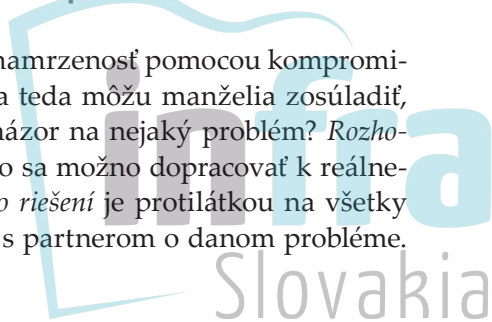 namrzenosť pomocou kompromi-
a teda môžu manželia zosúladiť,
názor na nejaký problém? Rozho-
o sa možno dopracovať k reálne-
o riešení je protilátkou na všetky
s partnerom o danom probléme.
infra
Slovakia